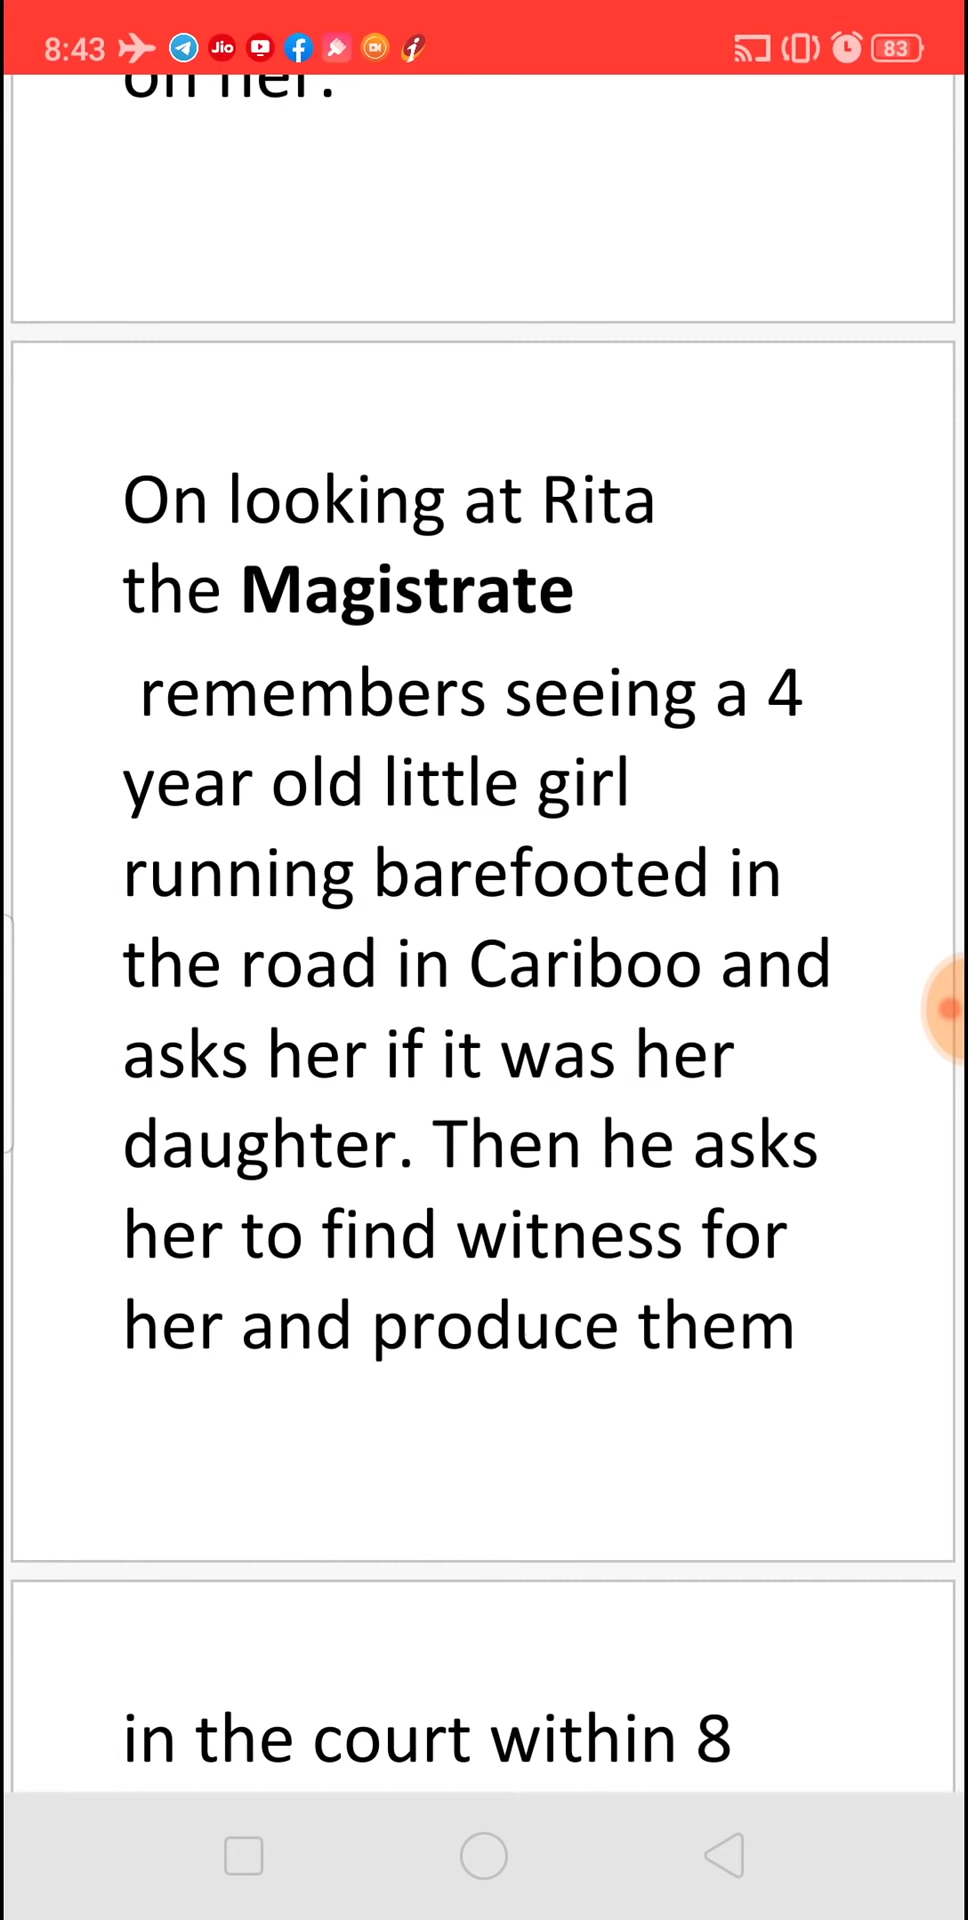 8:43 Jio 83
on her.
On looking at Rita
the Magistrate
remembers seeing a 4
year old little girl
running barefooted in
the road in Cariboo and
asks her if it was her
daughter. Then he asks
her to find witness for
her and produce them
in the court within 8